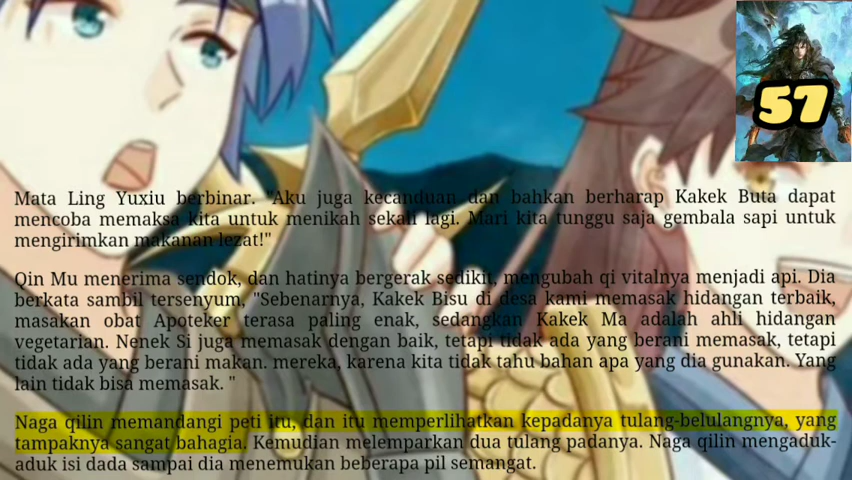 57
Mata Ling Yuxiu berbinar. "Aku juga kecanduan dan bahkan berharap Kakek Buta dapat
mencoba memaksa kita untuk menikah sekali lagi. Mari kita tunggu saja gembala sapi untuk
mengirimkan makanan lezat!"
Qin Mu menerima sendok, dan hatinya bergerak sedikit, mengubah qi vitalnya menjadi api. Dia
berkata sambil tersenyum, "Sebenarnya, Kakek Bisu di desa kami memasak hidangan terbaik,
masakan obat Apoteker terasa paling enak, sedangkan Kakek Ma adalah ahli hidangan
vegetarian. Nenek Si juga memasak dengan baik, tetapi tidak ada yang berani memasak, tetapi
tidak ada yang berani makan. mereka, karena kita tidak tahu bahan apa yang dia gunakan. Yang
lain tidak bisa memasak. "
Naga qilin memandangi peti itu, dan itu memperlihatkan kepadanya tulang-belulangnya, yang
tampaknya sangat bahagia. Kemudian melemparkan dua tulang padanya. Naga qilin mengaduk-
aduk isi dada sampai dia menemukan beberapa pil semangat.